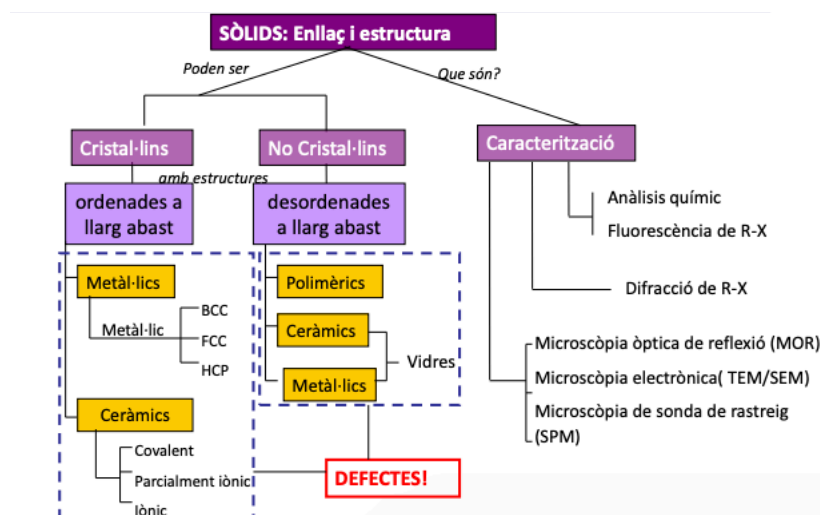 SÒLIDS: Enllaç i estructura
Poden ser
Que són?
Cristal·lins
No Cristal·lins
Caracterització
amb estructures
ordenades a
llarg abast
desordenades
a llarg abast
Anàlisis químic
Fluorescència de R-X
Metàl·lics
Polimèrics
Difracció de R-X
BCC
Metàl·lic
FCC
HCP
Ceràmics
Vidres
Metàl·lics
Microscòpia òptica de reflexió (MOR)
Microscòpia electrònica( TEM/SEM)
Microscòpia de sonda de rastreig
(SPM)
Ceràmics
Covalent
Parcialment iònic
Iònic
DEFECTES!